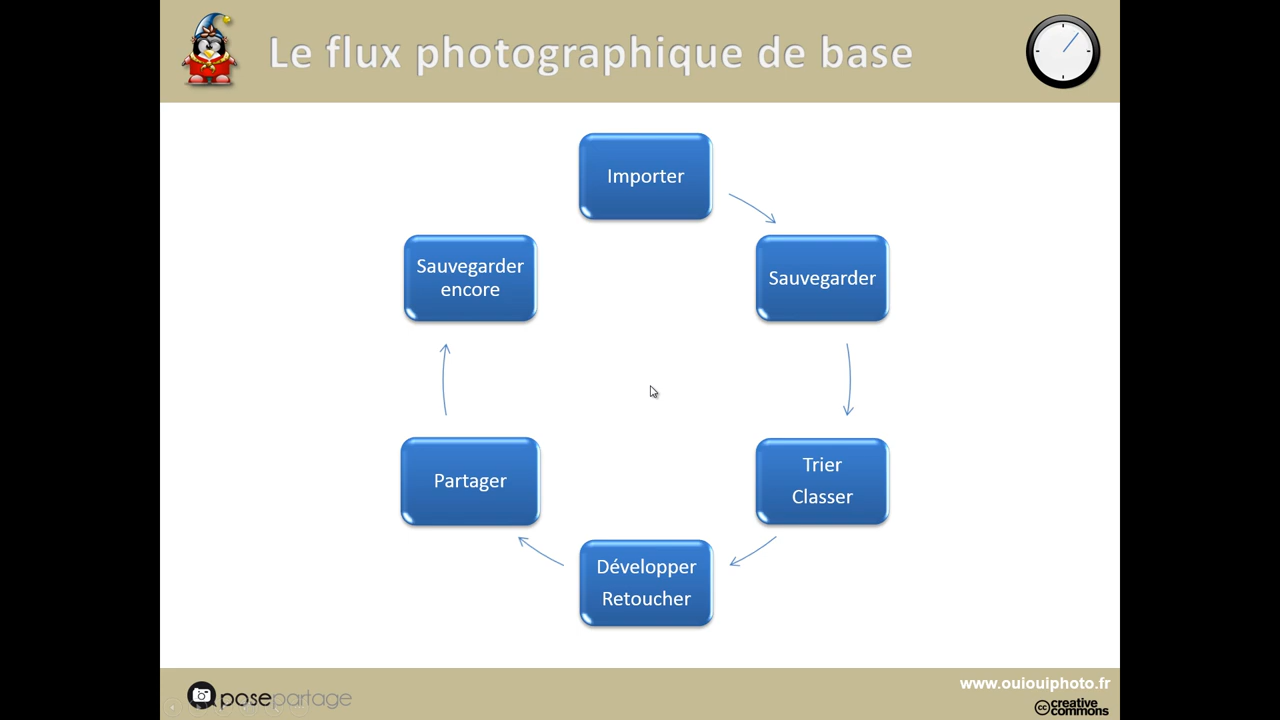 Le flux photographique de base
Importer
Sauvegarder
Trier
Classer
Développer
Retoucher
Partager
Sauvegarder
encore
posepartage
www.ouiouiphoto.fr
cc creative
commons